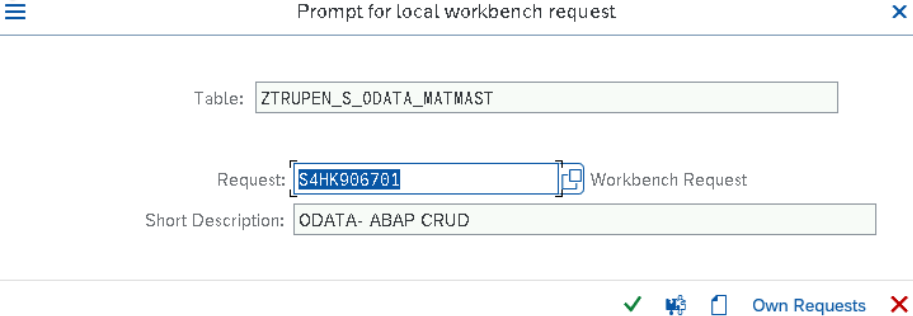 Prompt for local workbench request
Table: ZTRUPEN_S_ODATA_MATMAST
Request: S4HK906701 Workbench Request
Short Description: ODATA- ABAP CRUD
Own Requests